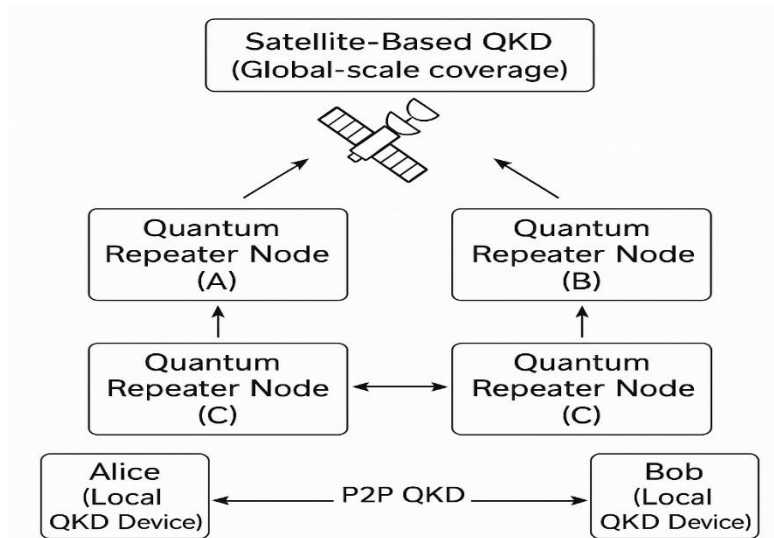 Satellite-Based QKD
(Global-scale coverage)
Quantum
Repeater Node
(A)
Quantum
Repeater Node
(B)
Quantum
Repeater Node
(C)
Quantum
Repeater Node
(C)
Alice
(Local
QKD Device)
P2P QKD
Bob
(Local
QKD Device)